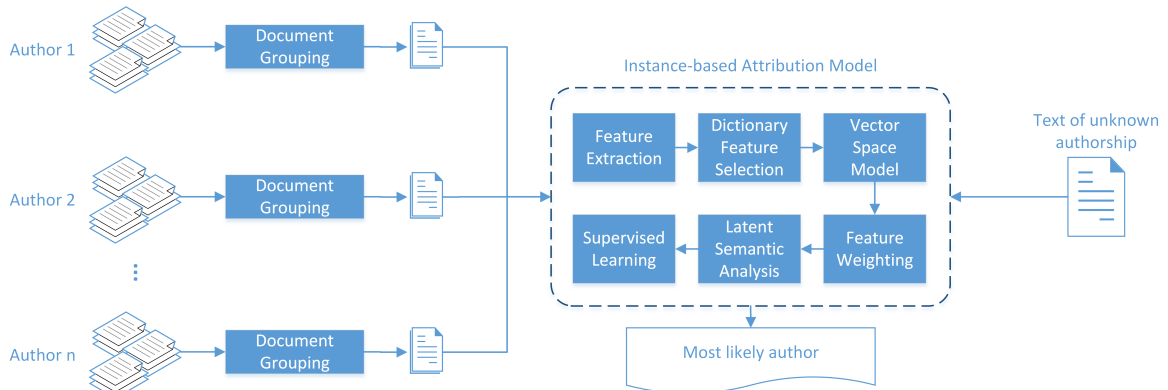 Author 1
Document
Grouping
Author 2
Document
Grouping
Author n
Document
Grouping
Instance-based Attribution Model
Feature
Extraction
Dictionary
Feature
Selection
Vector
Space
Model
Supervised
Learning
Latent
Semantic
Analysis
Feature
Weighting
Most likely author
Text of unknown
authorship